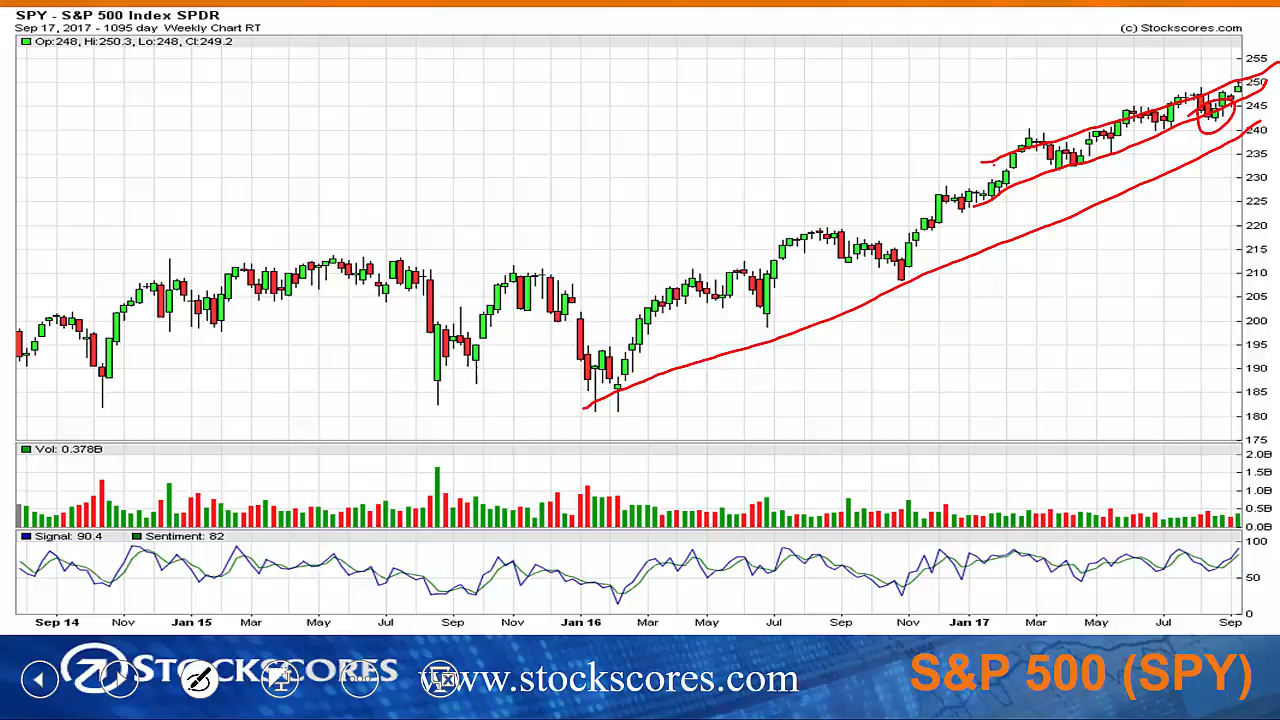 SPY - S&P 500 Index SPDR
Sep 17, 2017 - 1095 day Weekly Chart RT
(c) Stockscores.com
Op:248, Hi:250.3, Lo:248, Cl:249.2
255
250
245
240
235
230
225
220
215
210
205
200
195
190
185
180
175
Vol: 0.378B
2.0B
1.5B
1.0B
0.5B
0.0B
Signal: 90.4 Sentiment: 82
100
50
0
Sep 14 Nov Jan 15 Mar May Jul Sep Nov Jan 16 Mar May Jul Sep Nov Jan 17 Mar May Jul Sep
STOCKSCORES
www.stockscores.com
S&P 500 (SPY)